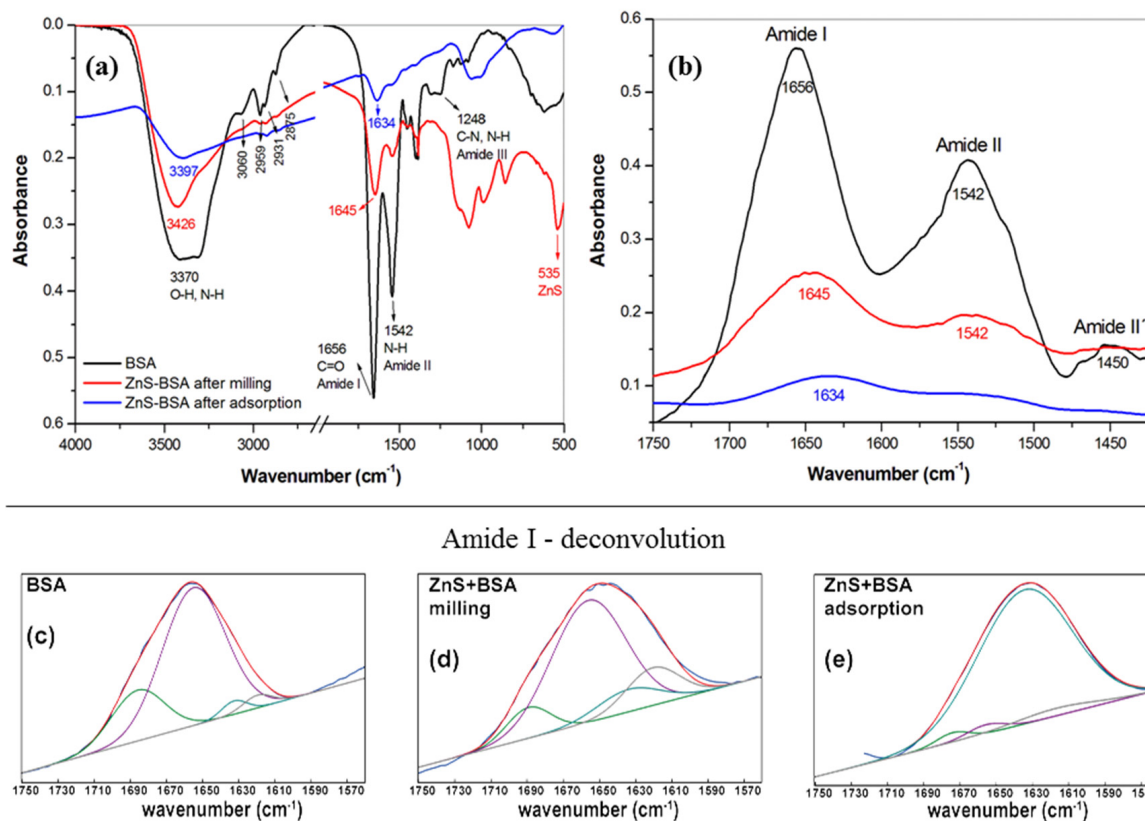 (a)
Absorbance
0.0
0.1
0.2
0.3
0.4
0.5
0.6
3397
3426
3370
O-H, N-H
3060
2959
2931
2875
1634
1645
1248
C-N, N-H
Amide III
535
ZnS
1656
C=O
Amide I
1542
N-H
Amide II
BSA
ZnS-BSA after milling
ZnS-BSA after adsorption
4000 3500 3000 2500 1500 1000 500
Wavenumber (cm-1)
(b)
Absorbance
0.6
0.5
0.4
0.3
0.2
0.1
Amide I
1656
Amide II
1542
1645
1542
Amide II´
1450
1634
1750 1700 1650 1600 1550 1500 1450
Wavenumber (cm-1)
Amide I - deconvolution
BSA
(c)
1750 1730 1710 1690 1670 1650 1630 1610 1590 1570
wavenumber (cm-1)
ZnS+BSA
milling
(d)
1750 1730 1710 1690 1670 1650 1630 1610 1590 1570
wavenumber (cm-1)
ZnS+BSA
adsorption
(e)
1750 1730 1710 1690 1670 1650 1630 1610 1590
wavenumber (cm-1)